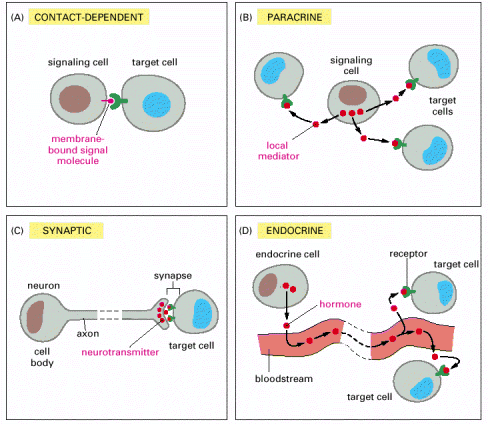 (A) CONTACT-DEPENDENT
signaling cell target cell
membrane-
bound signal
molecule
(B) PARACRINE
signaling
cell
target
cells
local
mediator
(C) SYNAPTIC
neuron
synapse
axon
cell
body
neurotransmitter
target cell
(D) ENDOCRINE
endocrine cell
receptor
target cell
hormone
bloodstream
target cell